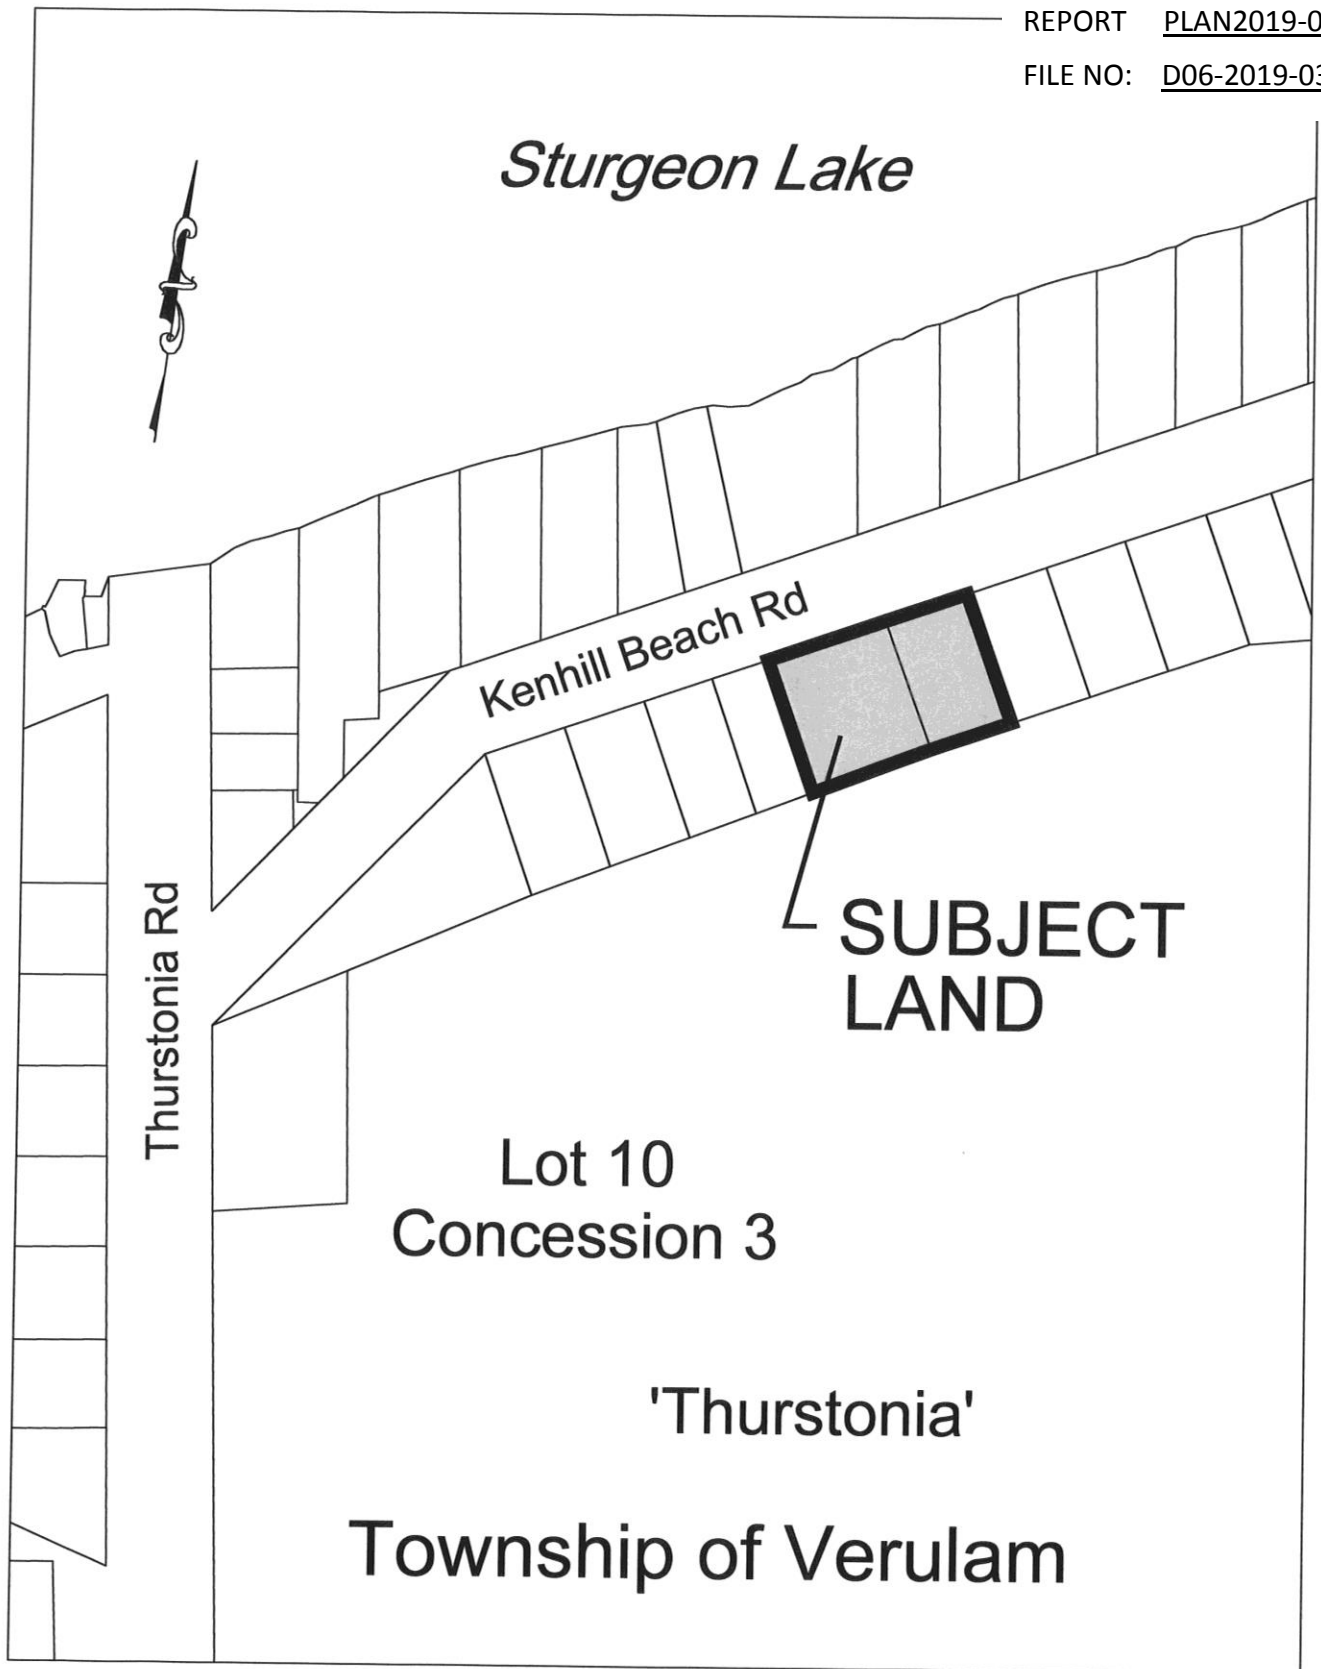 REPORT PLAN2019-0
FILE NO: D06-2019-03
Sturgeon Lake
Kenhill Beach Rd
Thurstonia Rd
SUBJECT
LAND
Lot 10
Concession 3
'Thurstonia'
Township of Verulam